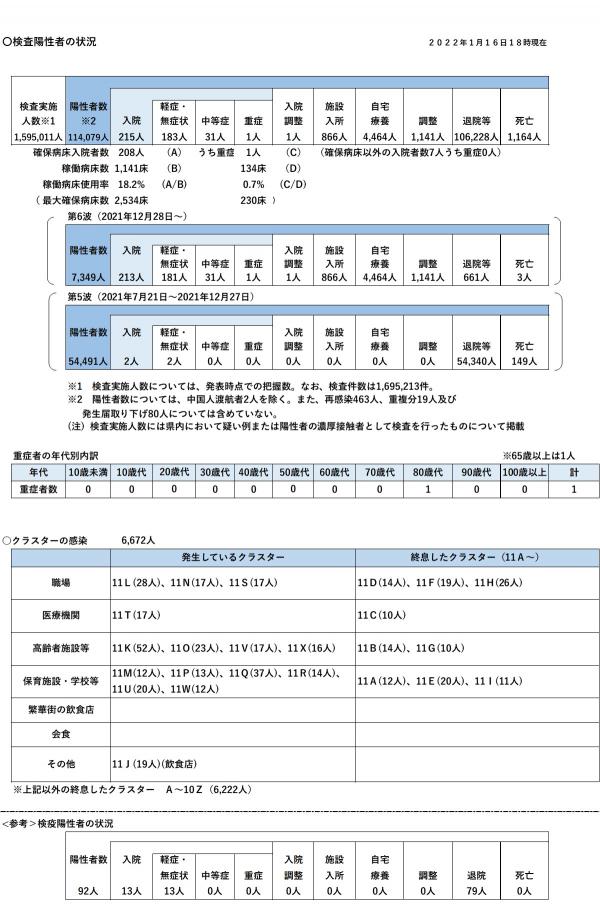 〇検査陽性者の状況 2022年1月16日18時現在
検査実施人数※1 陽性者数※2 入院 軽症・無症状 中等症 重症 入院調整 施設入所 自宅療養 調整 退院等 死亡
1,595,011人 114,079人 215人 183人 31人 1人 1人 866人 4,464人 1,141人 106,228人 1,164人
確保病床入院者数 208人 (A) うち重症 1人 (C) (確保病床以外の入院者数7人うち重症0人)
稼働病床数 1,141床 (B) 134床 (D)
稼働病床使用率 18.2% (A/B) 0.7% (C/D)
(最大確保病床数 2,534床 230床 )
第6波(2021年12月28日~)
陽性者数 入院 軽症・無症状 中等症 重症 入院調整 施設入所 自宅療養 調整 退院等 死亡
7,349人 213人 181人 31人 1人 1人 866人 4,464人 1,141人 661人 3人
第5波(2021年7月21日~2021年12月27日)
陽性者数 入院 軽症・無症状 中等症 重症 入院調整 施設入所 自宅療養 調整 退院等 死亡
54,491人 2人 2人 0人 0人 0人 0人 0人 0人 54,340人 149人
※1 検査実施人数については、発表時点での把握数。なお、検査件数は1,695,213件。
※2 陽性者数については、中国人渡航者2人を除く。また、再感染463人、重複分19人及び
発生届取り下げ80人については含めていない。
(注) 検査実施人数には県内において疑い例または陽性者の濃厚接触者として検査を行ったものについて掲載
重症者の年代別内訳 ※65歳以上は1人
年代 10歳未満 10歳代 20歳代 30歳代 40歳代 50歳代 60歳代 70歳代 80歳代 90歳代 100歳以上 計
重症者数 0 0 0 0 0 0 0 0 1 0 0 1
○クラスターの感染 6,672人
発生しているクラスター 終息したクラスター(11A~)
職場 11L(28人)、11N(17人)、11S(17人) 11D(14人)、11F(19人)、11H(26人)
医療機関 11T(17人) 11C(10人)
高齢者施設等 11K(52人)、11O(23人)、11V(17人)、11X(16人) 11B(14人)、11G(10人)
保育施設・学校等 11M(12人)、11P(13人)、11Q(37人)、11R(14人)、 11A(12人)、11E(20人)、11I(11人)
11U(20人)、11W(12人)
繁華街の飲食店
会食
その他 11J(19人)(飲食店)
※上記以外の終息したクラスター A~10Z(6,222人)
<参考>検疫陽性者の状況
陽性者数 入院 軽症・無症状 中等症 重症 入院調整 施設入所 自宅療養 調整 退院 死亡
92人 13人 13人 0人 0人 0人 0人 0人 0人 79人 0人